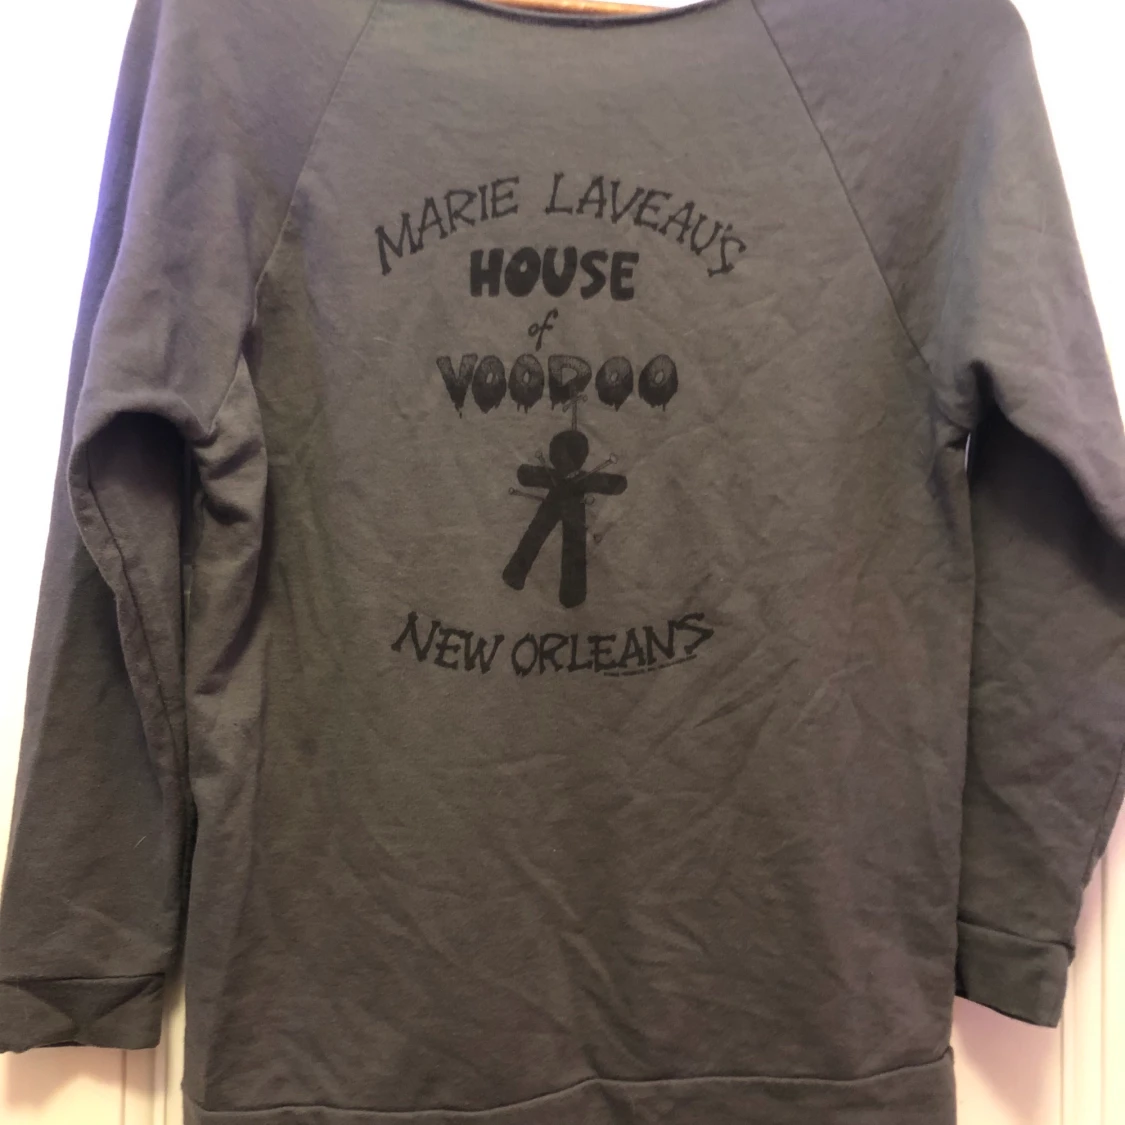 MARIE LAVEAU'S
HOUSE
of
VOODOO
NEW ORLEANS